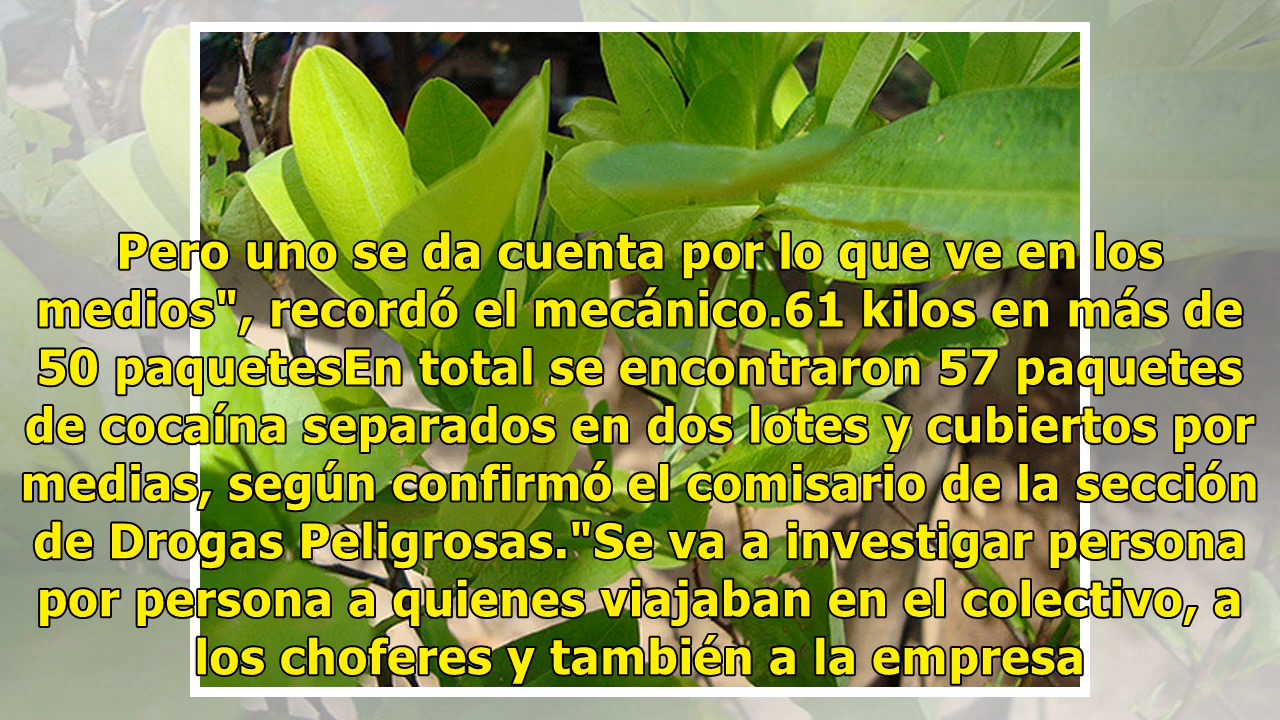 Pero uno se da cuenta por lo que ve en los
medios", recordó el mecánico.61 kilos en más de
50 paquetesEn total se encontraron 57 paquetes
de cocaína separados en dos lotes y cubiertos por
medias, según confirmó el comisario de la sección
de Drogas Peligrosas."Se va a investigar persona
por persona a quienes viajaban en el colectivo, a
los choferes y también a la empresa